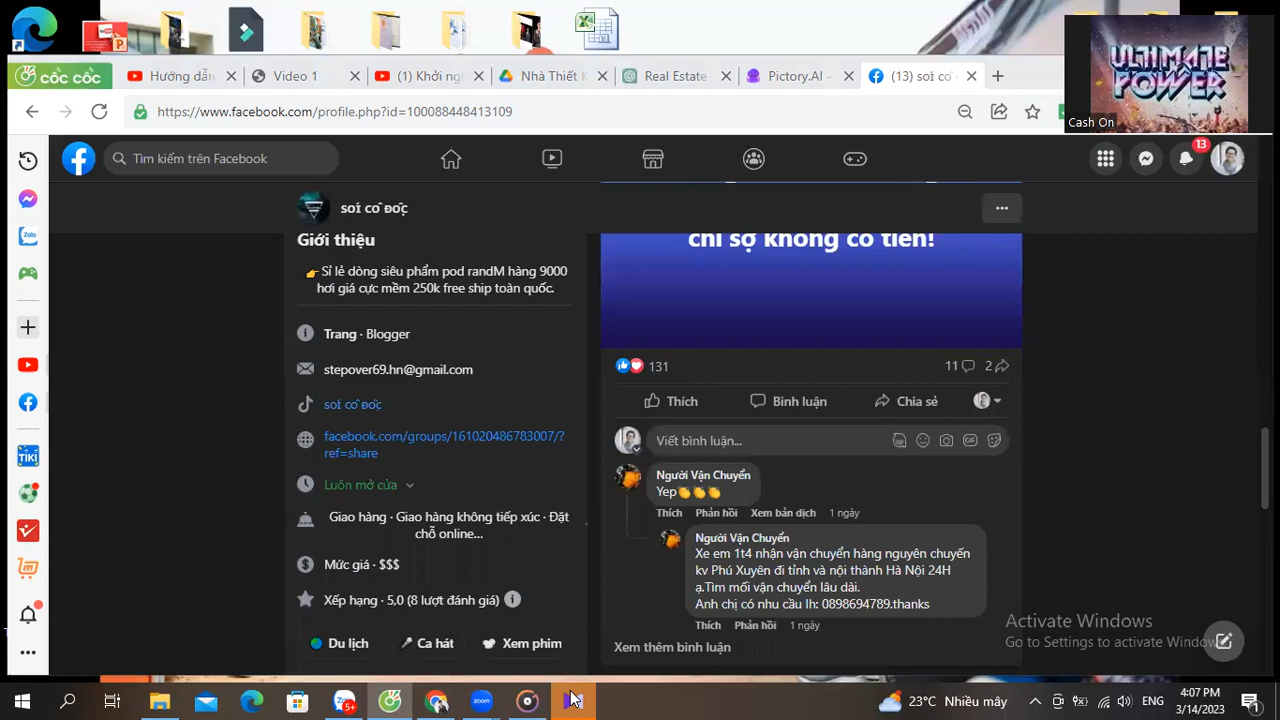 ULTIMATE
POWER
Cash On
cốc cốc
Hướng dẫn
Video 1
(1) Khởi ng
Nhà Thiết k
Real Estate
Pictory.AI -
(13) soi co
https://www.facebook.com/profile.php?id=100088448413109
Tìm kiếm trên Facebook
13
Giới thiệu
👉 Sỉ lẻ dòng siêu phẩm pod randM hàng 9000
hơi giá cực mềm 250k free ship toàn quốc.
Trang · Blogger
stepover69.hn@gmail.com
facebook.com/groups/161020486783007/?
ref=share
Luôn mở cửa
Giao hàng · Giao hàng không tiếp xúc · Đặt
chỗ online...
Mức giá · $$$
Xếp hạng · 5,0 (8 lượt đánh giá)
Du lịch
Ca hát
Xem phim
chỉ sợ không có tiền!
131
11
2
Thích
Bình luận
Chia sẻ
Viết bình luận...
Người Vận Chuyển
Yep👏👏👏
Thích Phản hồi Xem bản dịch 1 ngày
Người Vận Chuyển
Xe em 1t4 nhận vận chuyển hàng nguyên chuyến
kv Phú Xuyên đi tỉnh và nội thành Hà Nội 24H
ạ.Tìm mối vận chuyển lâu dài.
Anh chị có nhu cầu lh: 0898694789.thanks
Thích Phản hồi 1 ngày
Xem thêm bình luận
Activate Windows
Go to Settings to activate Windows
TIKI
5+
zoom
23°C Nhiều mây
ENG
4:07 PM
3/14/2023
1